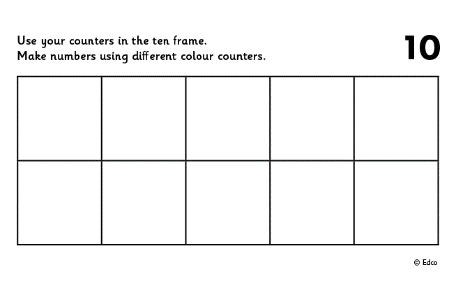 Use your counters in the ten frame.
Make numbers using different colour counters.
10
© Edco